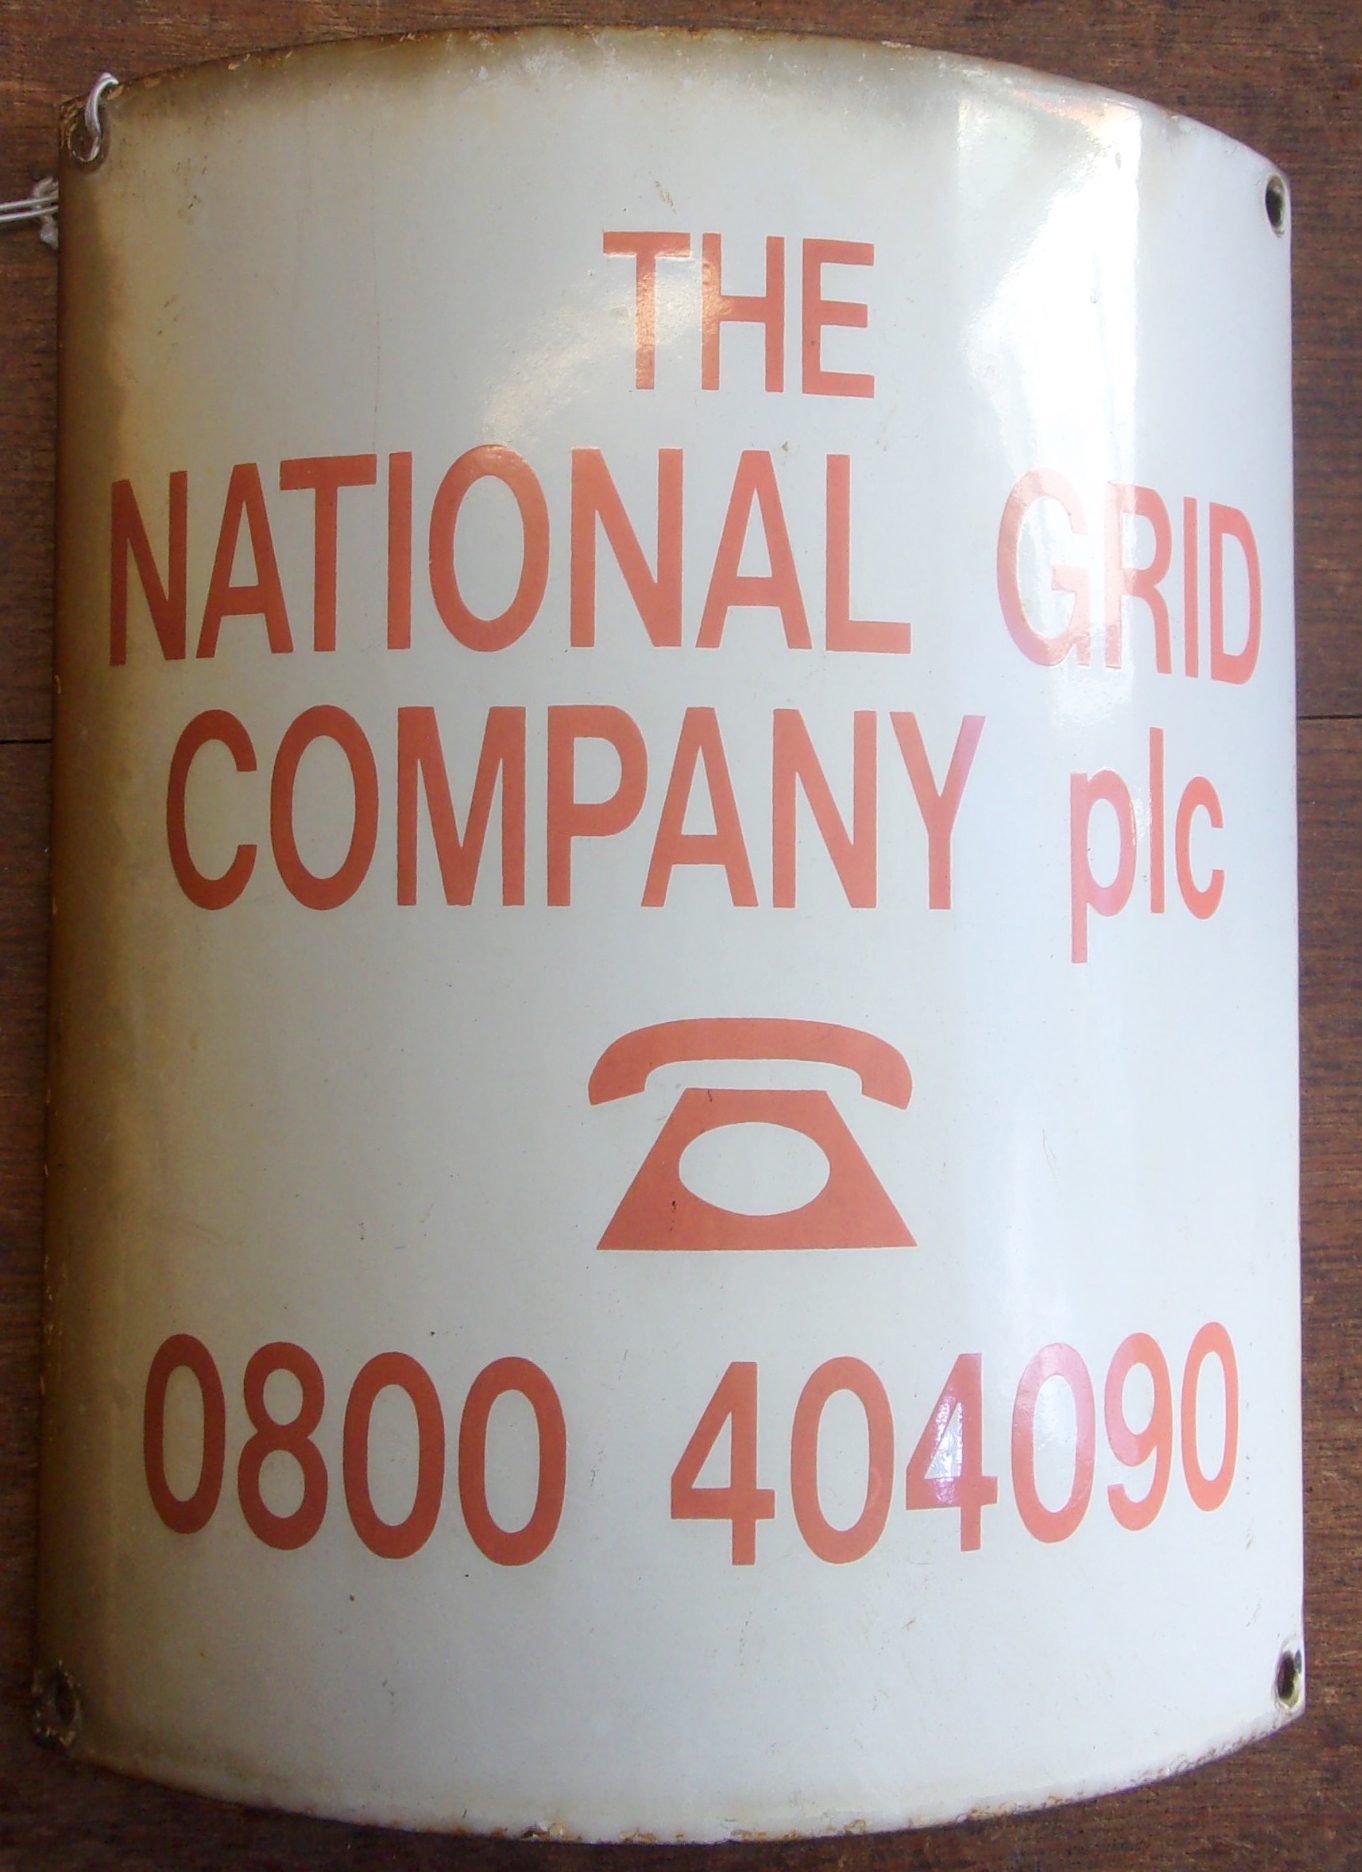 THE
NATIONAL GRID
COMPANY plc
0800 404090